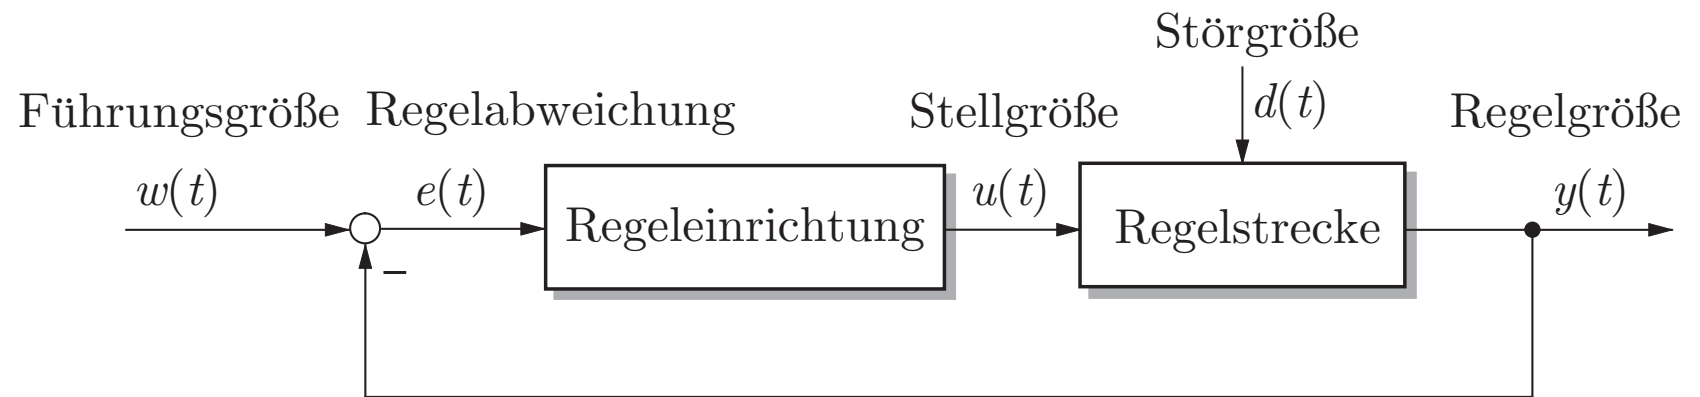 Störgröße
Führungsgröße Regelabweichung Stellgröße d(t) Regelgröße
w(t) e(t) u(t) y(t)
Regeleinrichtung Regelstrecke
–